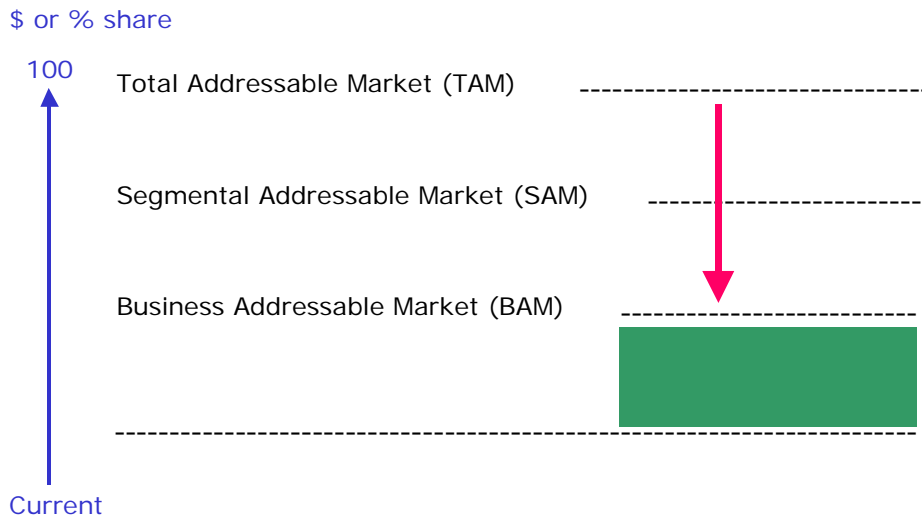 $ or % share
100
Total Addressable Market (TAM)
Segmental Addressable Market (SAM)
Business Addressable Market (BAM)
Current